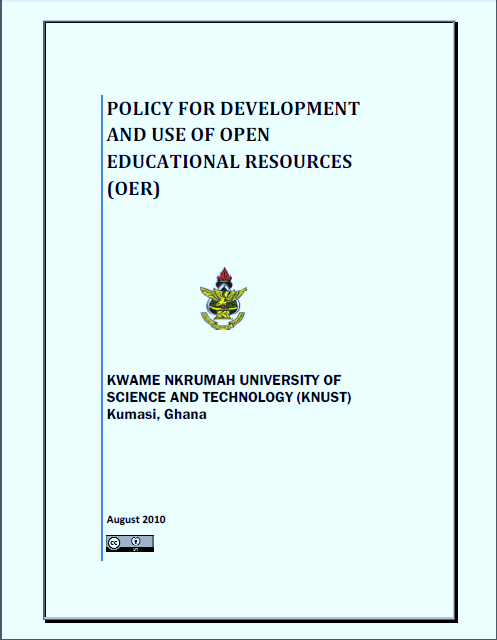 POLICY FOR DEVELOPMENT
AND USE OF OPEN
EDUCATIONAL RESOURCES
(OER)
KWAME NKRUMAH UNIVERSITY OF
SCIENCE AND TECHNOLOGY (KNUST)
Kumasi, Ghana
August 2010
cc